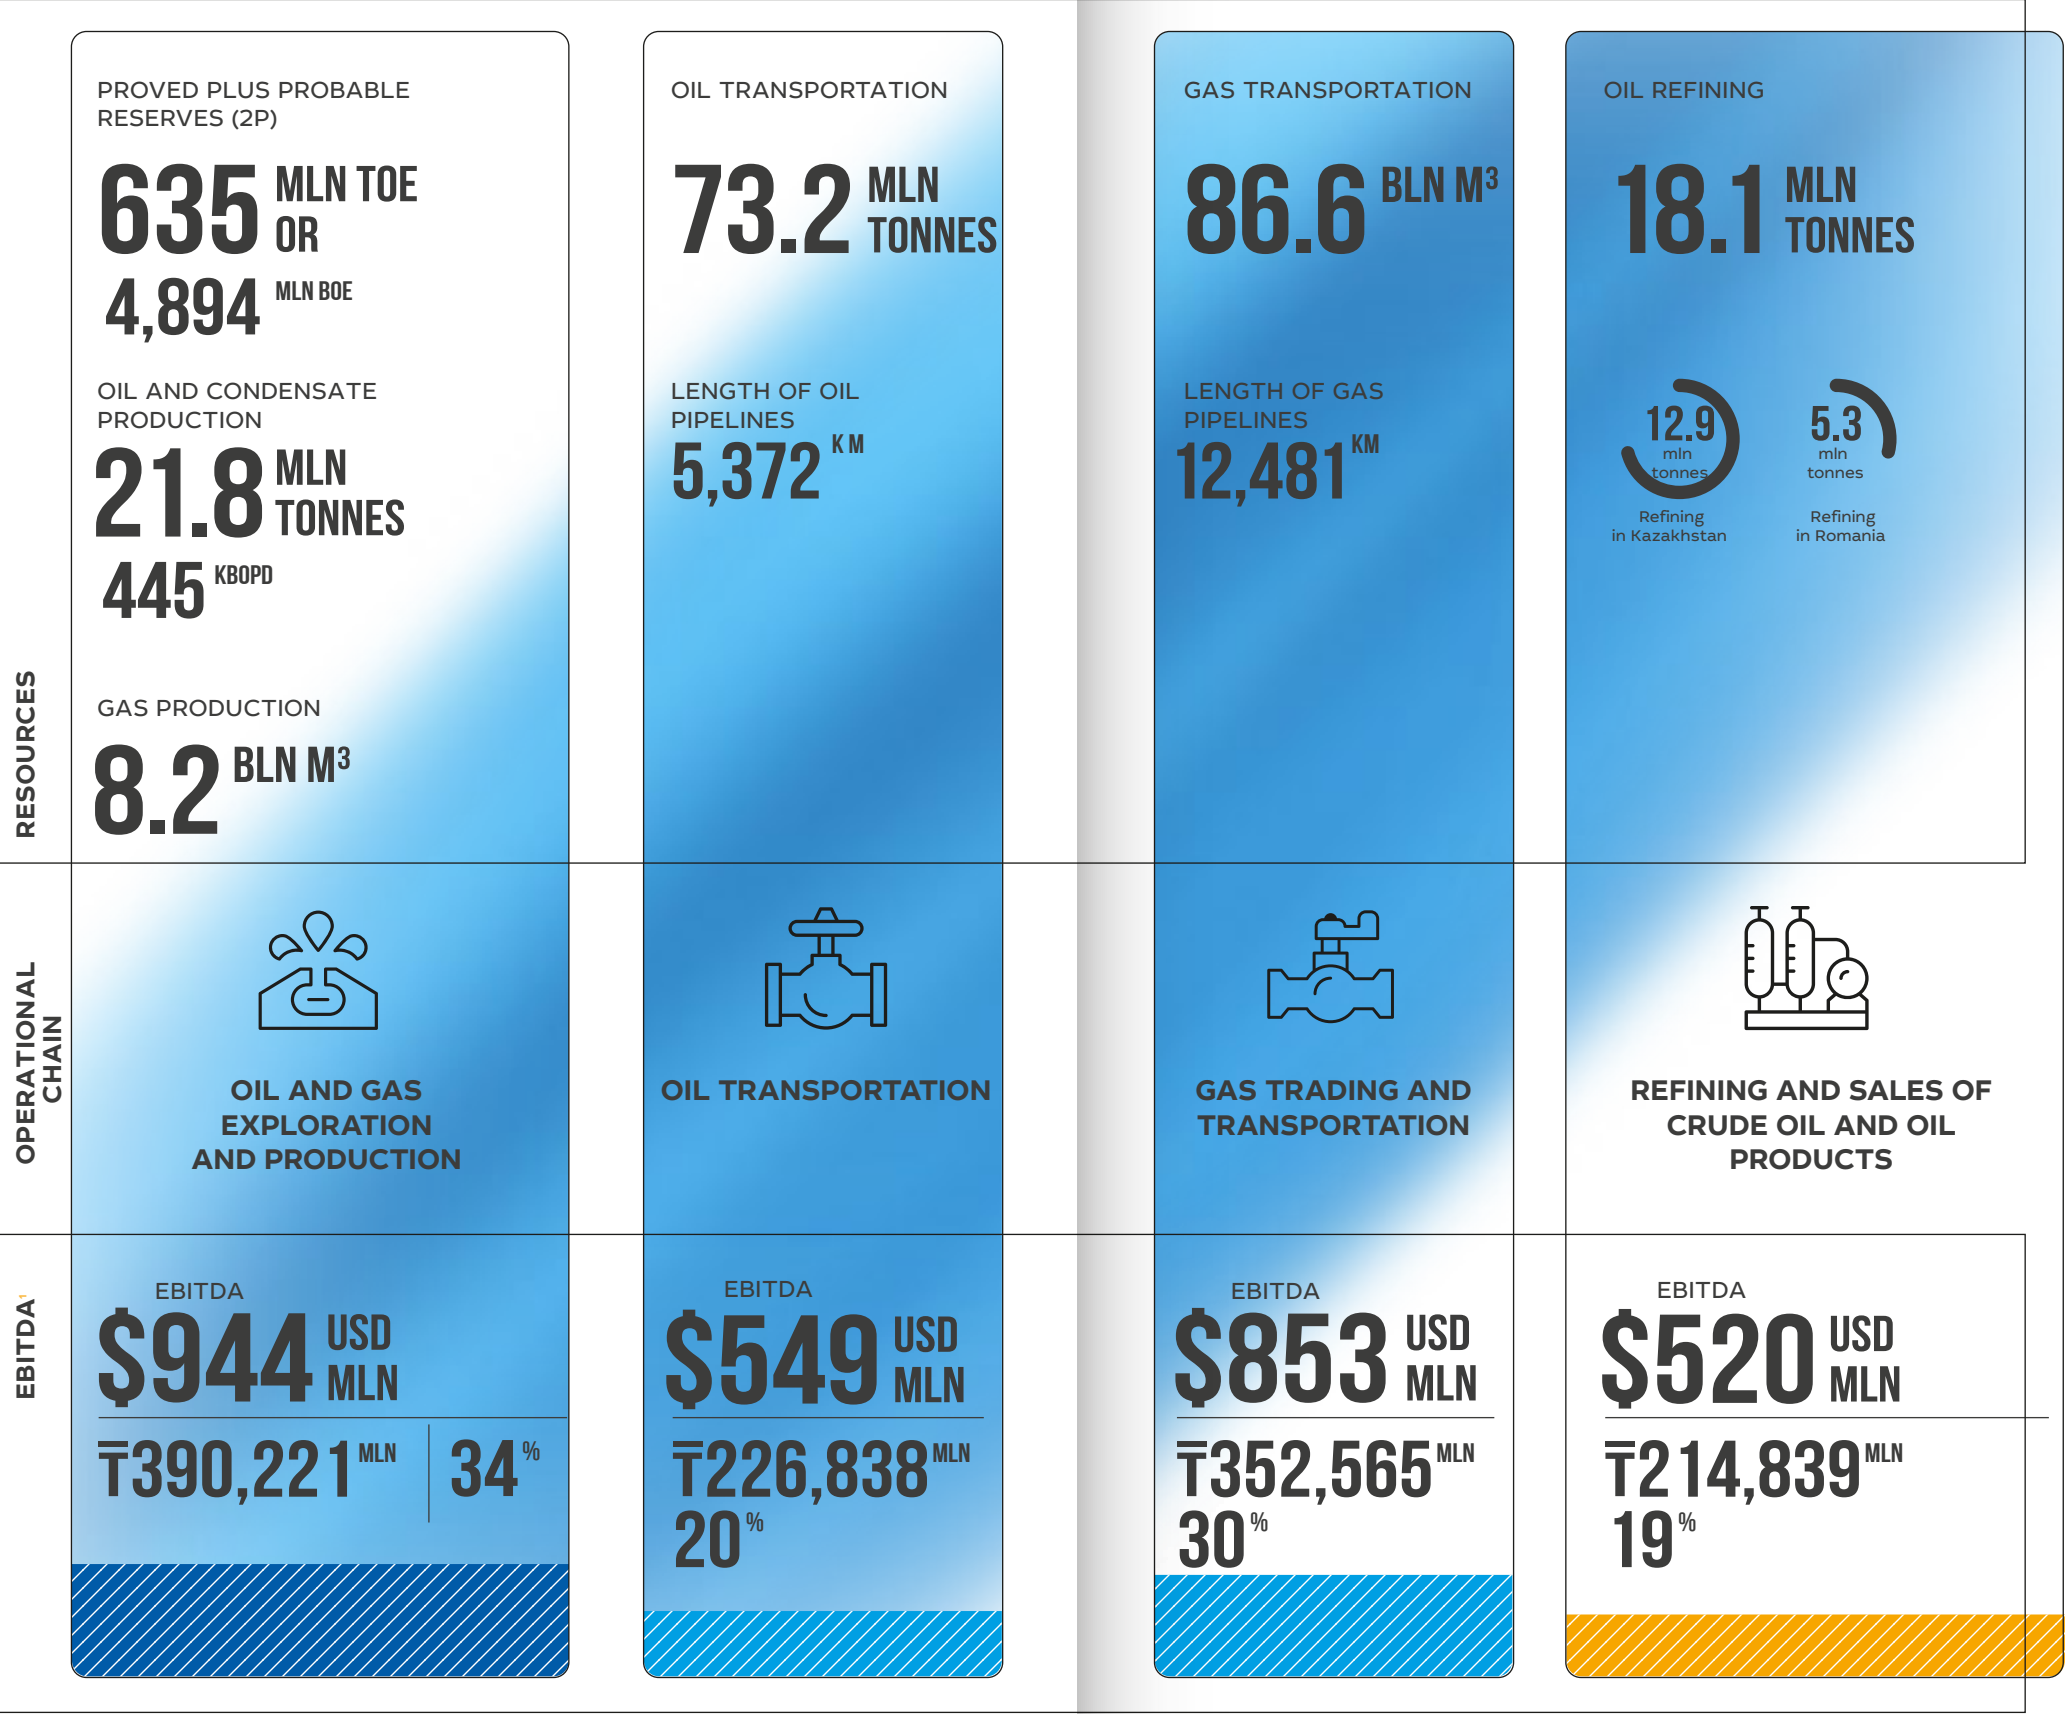 RESOURCES
PROVED PLUS PROBABLE
RESERVES (2P)
635 MLN TOE
OR
4,894 MLN BOE
OIL AND CONDENSATE
PRODUCTION
21.8 MLN
TONNES
445 KBOPD
GAS PRODUCTION
8.2 BLN M³
OIL TRANSPORTATION
73.2 MLN
TONNES
LENGTH OF OIL
PIPELINES
5,372 KM
GAS TRANSPORTATION
86.6 BLN M³
LENGTH OF GAS
PIPELINES
12,481 KM
OIL REFINING
18.1 MLN
TONNES
12.9
mln
tonnes
Refining
in Kazakhstan
5.3
mln
tonnes
Refining
in Romania
OPERATIONAL
CHAIN
OIL AND GAS
EXPLORATION
AND PRODUCTION
OIL TRANSPORTATION
GAS TRADING AND
TRANSPORTATION
REFINING AND SALES OF
CRUDE OIL AND OIL
PRODUCTS
EBITDA¹
EBITDA
$944 USD
MLN
₸390,221 MLN
34%
EBITDA
$549 USD
MLN
₸226,838 MLN
20%
EBITDA
$853 USD
MLN
₸352,565 MLN
30%
EBITDA
$520 USD
MLN
₸214,839 MLN
19%